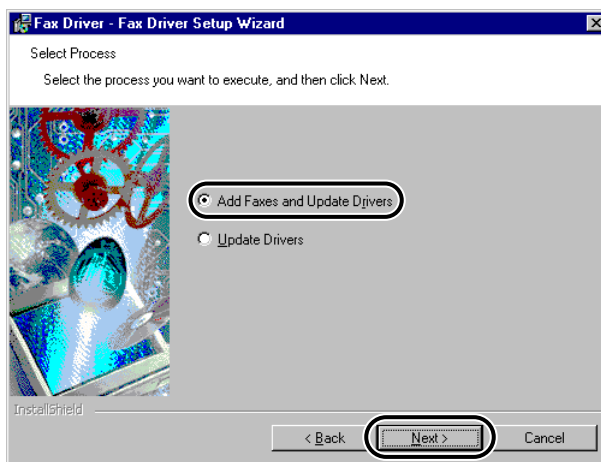 Fax Driver - Fax Driver Setup Wizard
Select Process
Select the process you want to execute, and then click Next.
Add Faxes and Update Drivers
Update Drivers
InstallShield
< Back
Next >
Cancel